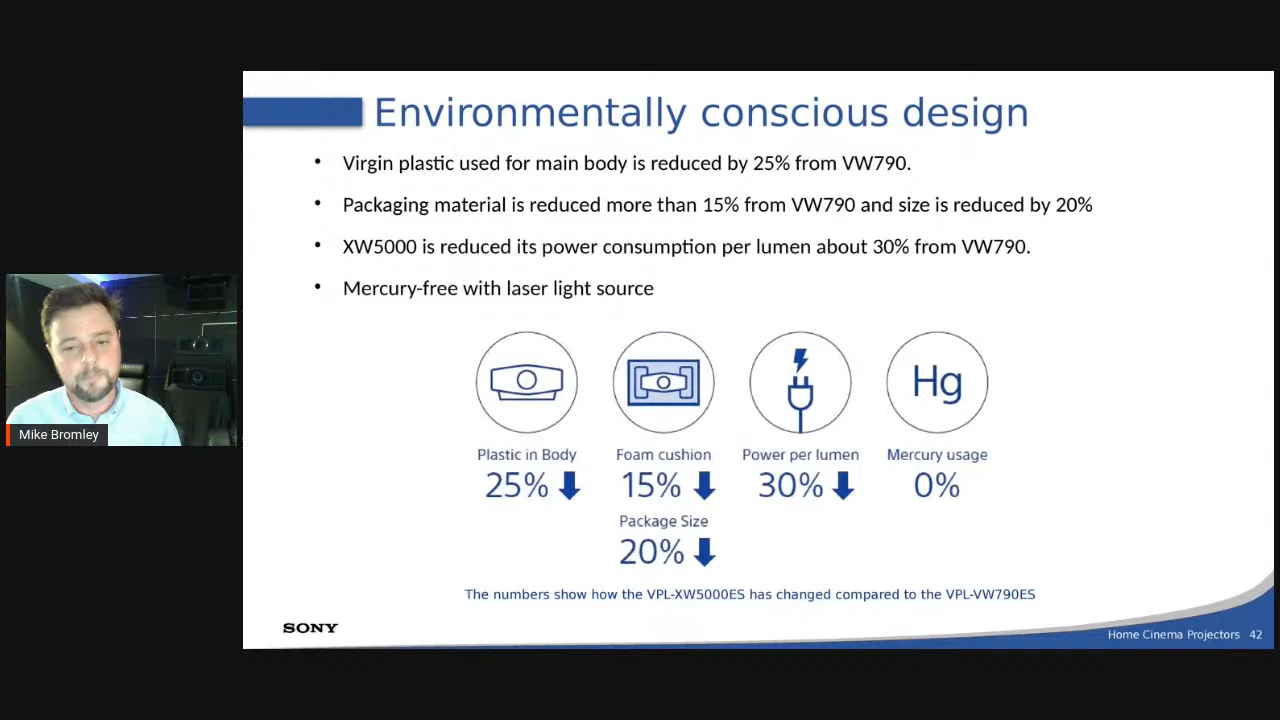 Environmentally conscious design
• Virgin plastic used for main body is reduced by 25% from VW790.
• Packaging material is reduced more than 15% from VW790 and size is reduced by 20%
• XW5000 is reduced its power consumption per lumen about 30% from VW790.
• Mercury-free with laser light source
Hg
Plastic in Body Foam cushion Power per lumen Mercury usage
25% 15% 30% 0%
Package Size
20%
The numbers show how the VPL-XW5000ES has changed compared to the VPL-VW790ES
SONY
Home Cinema Projectors 42
Mike Bromley